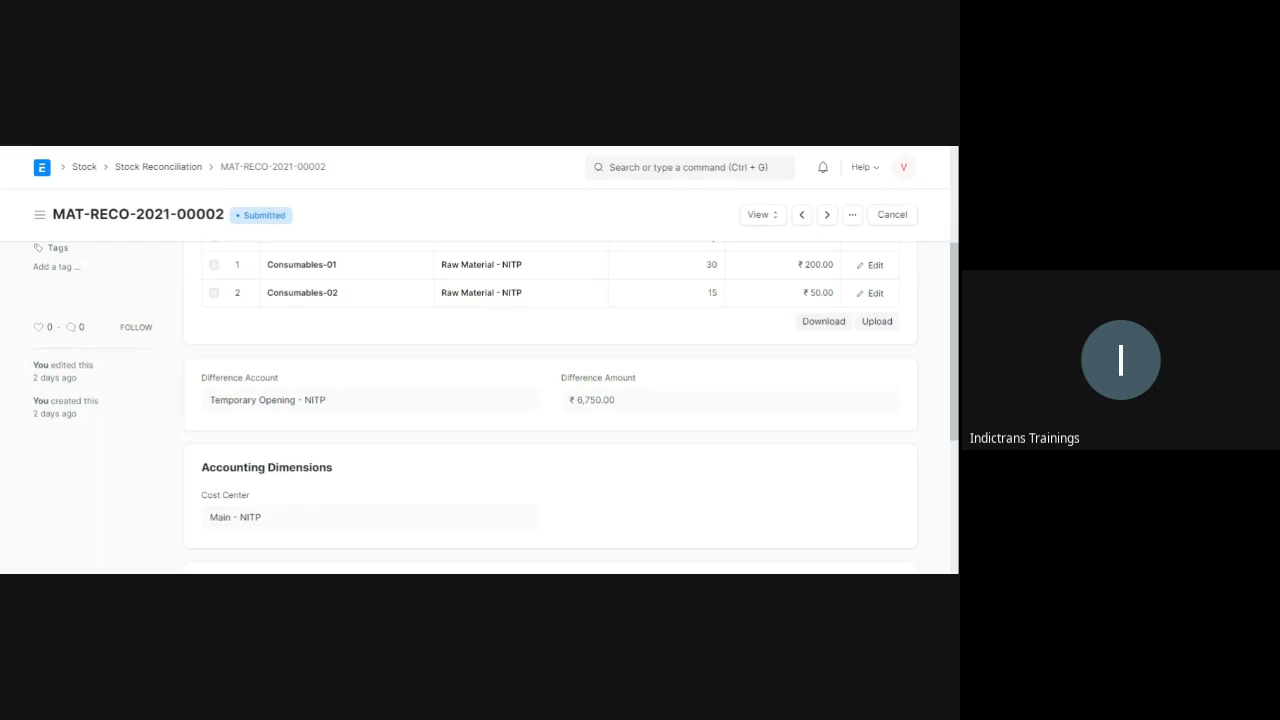 Stock > Stock Reconciliation > MAT-RECO-2021-00002
Search or type a command (Ctrl + G)
Help
V
MAT-RECO-2021-00002
• Submitted
View
...
Cancel
Tags
Add a tag ...
0 · 0
FOLLOW
You edited this
2 days ago
You created this
2 days ago
1 Consumables-01 Raw Material - NITP 30 ₹ 200.00 Edit
2 Consumables-02 Raw Material - NITP 15 ₹ 50.00 Edit
Download Upload
Difference Account
Temporary Opening - NITP
Difference Amount
₹ 6,750.00
Accounting Dimensions
Cost Center
Main - NITP
I
Indictrans Trainings